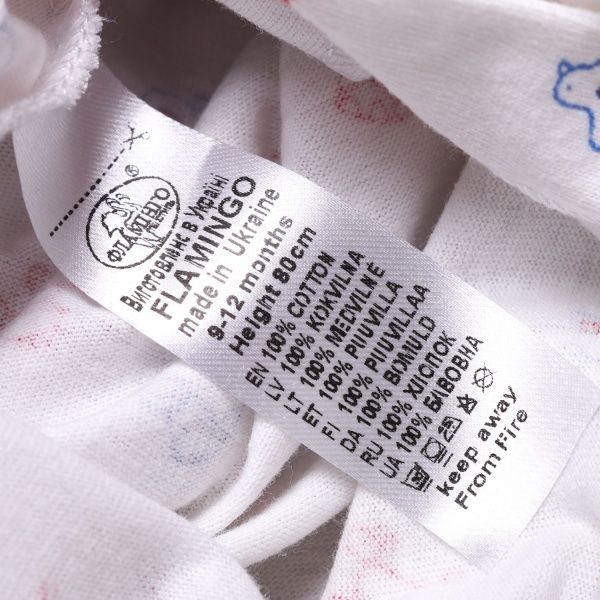 ФЛАМІНГО
®
Виготовлено в Україні
FLAMINGO
made in Ukraine
9-12 months
Height 80cm
EN 100% COTTON
LV 100% KOKVILNA
LT 100% MEDVILNĖ
ET 100% PUUVILLA
FI 100% PUUVILLAA
DA 100% BOMULD
RU 100% ХЛОПОК
UA 100% БАВОВНА
keep away
From Fire